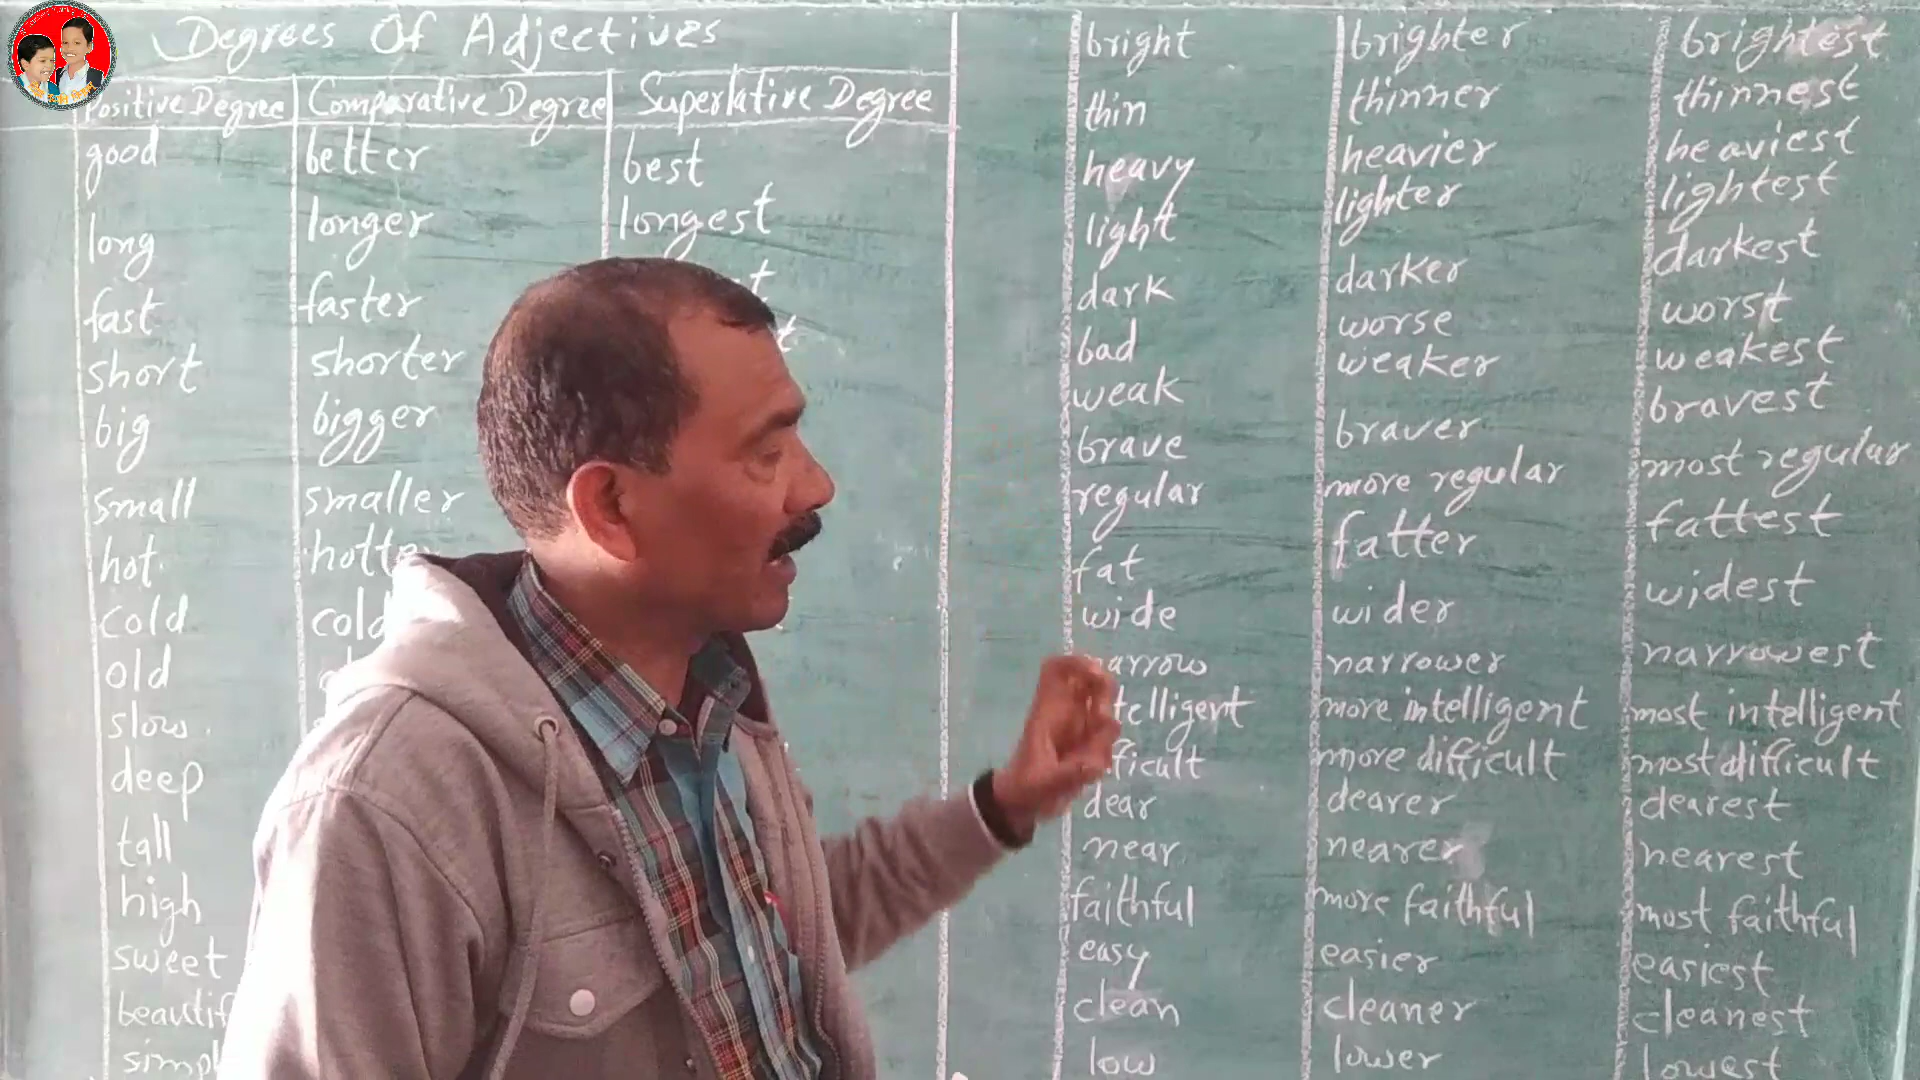 Degrees Of Adjectives
Positive Degree Comparative Degree Superlative Degree
good better best
long longer longest
fast faster
short shorter
big bigger
small smaller
hot
cold
old
slow
deep
tall
high
sweet
bright brighter brightest
thin thinner thinnest
heavy heavier heaviest
light lighter lightest
dark darker darkest
bad worse worst
weak weaker weakest
brave braver bravest
regular more regular most regular
fat fatter fattest
wide wider widest
narrower narrowest
more intelligent most intelligent
more difficult most difficult
dear dearer dearest
near nearer nearest
faithful more faithful most faithful
easy easier easiest
clean cleaner cleanest
low lower lowest